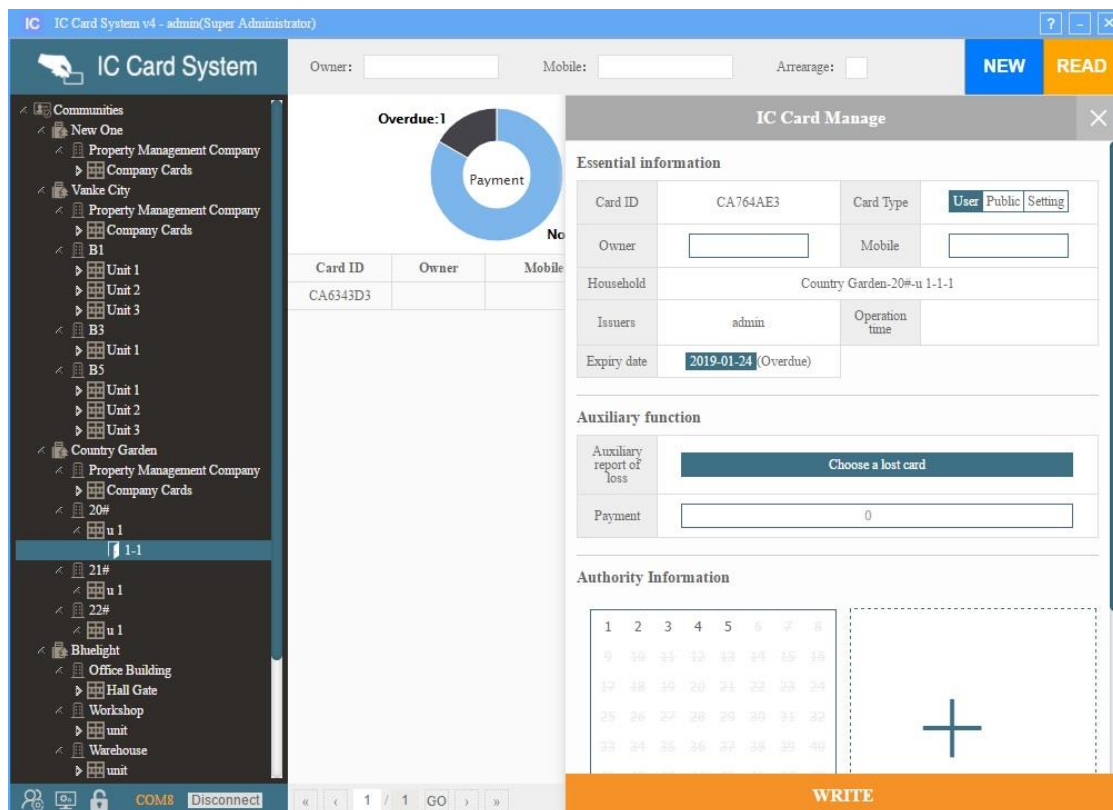 IC IC Card System v4 - admin(Super Administrator) ?
IC Card System
Owner: Mobile: Arrearage: NEW READ
Communities
New One
Property Management Company
Company Cards
Vanke City
Property Management Company
Company Cards
B1
Unit 1
Unit 2
Unit 3
B3
Unit 1
B5
Unit 1
Unit 2
Unit 3
Country Garden
Property Management Company
Company Cards
20#
u 1
1-1
21#
u 1
22#
u 1
Bluelight
Office Building
Hall Gate
Workshop
unit
Warehouse
unit
COM8 Disconnect
Overdue:1
Payment
No
Card ID Owner Mobile
CA6343D3
« ‹ 1 / 1 GO › »
IC Card Manage
Essential information
Card ID CA764AE3 Card Type User Public Setting
Owner Mobile
Household Country Garden-20#-u 1-1-1
Issuers admin Operation
time
Expiry date 2019-01-24 (Overdue)
Auxiliary function
Auxiliary
report of
loss
Choose a lost card
Payment 0
Authority Information
1 2 3 4 5 6 7 8
9 10 11 12 13 14 15 16
17 18 19 20 21 22 23 24
25 26 27 28 29 30 31 32
33 34 35 36 37 38 39 40
WRITE